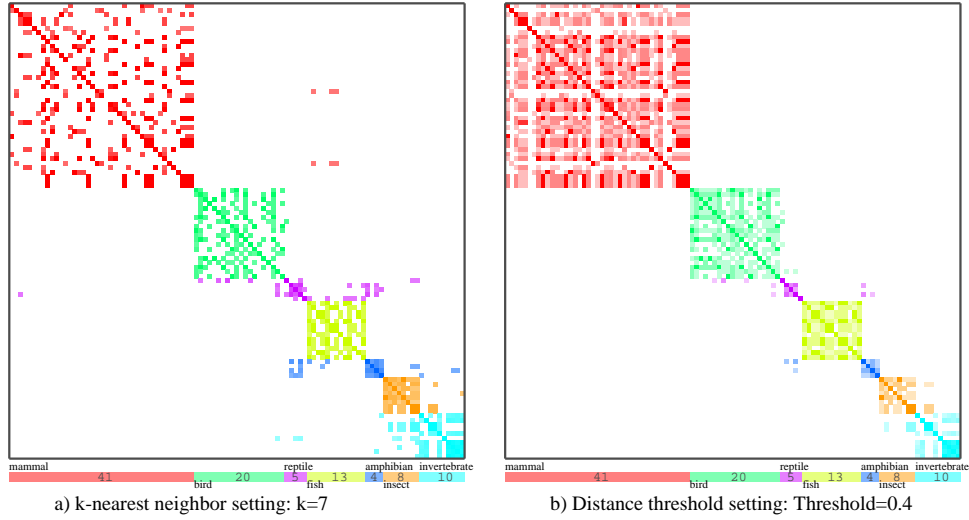 mammal reptile amphibian invertebrate
41 20 5 13 4 8 10
bird fish insect
a) k-nearest neighbor setting: k=7
mammal reptile amphibian invertebrate
41 20 5 13 4 8 10
bird fish insect
b) Distance threshold setting: Threshold=0.4